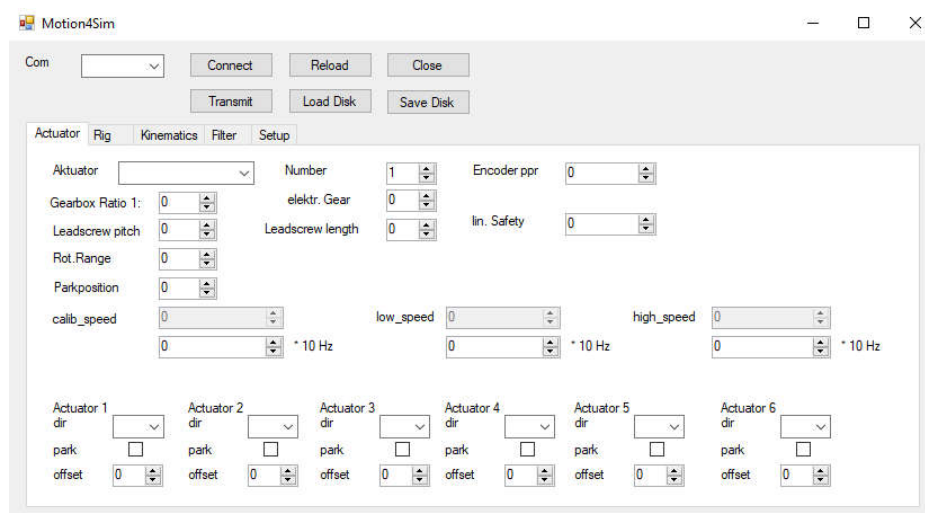 Motion4Sim
Com Connect Reload Close
Transmit Load Disk Save Disk
Actuator Rig Kinematics Filter Setup
Aktuator Number 1 Encoder ppr 0
Gearbox Ratio 1: 0 elektr. Gear 0
Leadscrew pitch 0 Leadscrew length 0 lin. Safety 0
Rot.Range 0
Parkposition 0
calib_speed 0 low_speed 0 high_speed 0
0 * 10 Hz 0 * 10 Hz 0 * 10 Hz
Actuator 1 Actuator 2 Actuator 3 Actuator 4 Actuator 5 Actuator 6
dir dir dir dir dir dir
park park park park park park
offset 0 offset 0 offset 0 offset 0 offset 0 offset 0